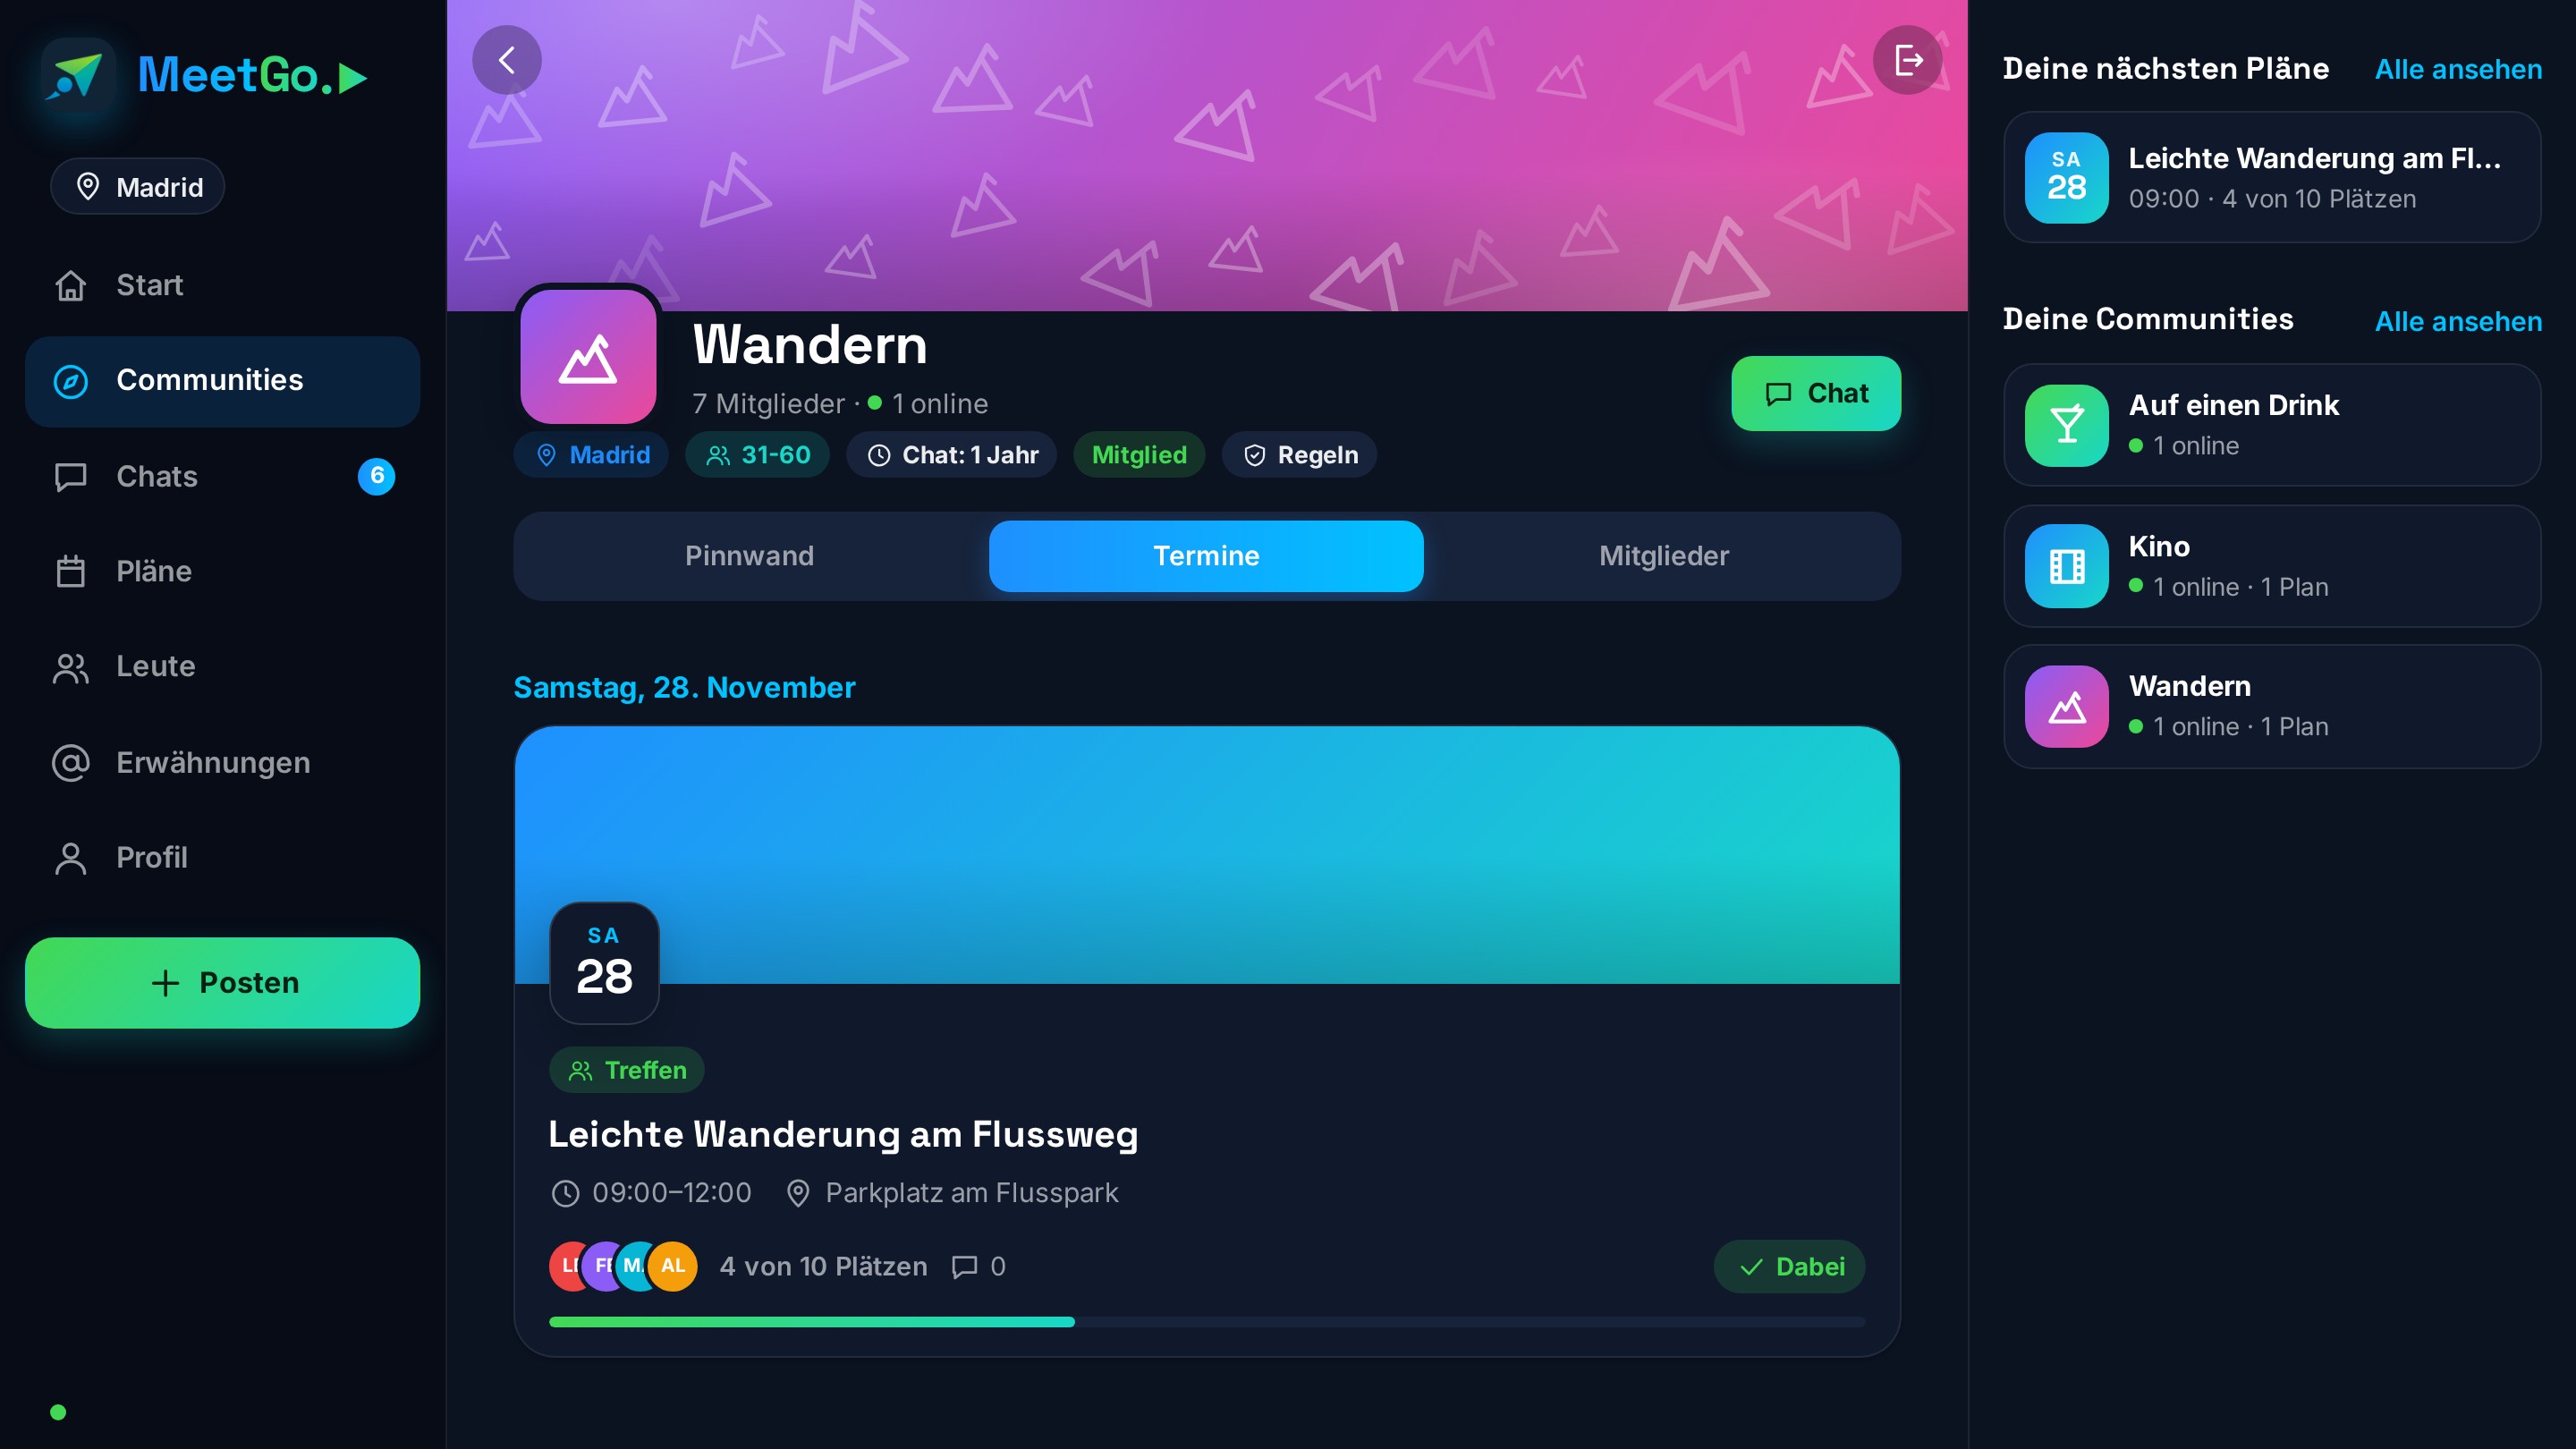 MeetGo.
Madrid
Start
Communities
Chats
6
Pläne
Leute
Erwähnungen
Profil
Posten
Wandern
7 Mitglieder · 1 online
Chat
Madrid
31-60
Chat: 1 Jahr
Mitglied
Regeln
Pinnwand
Termine
Mitglieder
Samstag, 28. November
SA
28
Treffen
Leichte Wanderung am Flussweg
09:00–12:00
Parkplatz am Flusspark
AL
4 von 10 Plätzen
0
Dabei
Deine nächsten Pläne
Alle ansehen
SA
28
Leichte Wanderung am Fl...
09:00 · 4 von 10 Plätzen
Deine Communities
Alle ansehen
Auf einen Drink
1 online
Kino
1 online · 1 Plan
Wandern
1 online · 1 Plan